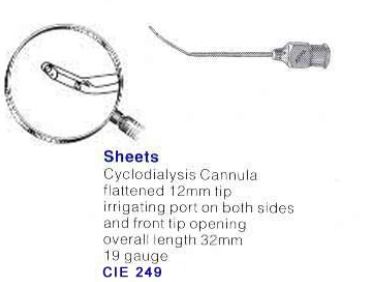 Sheets
Cyclodialysis Cannula
flattened 12mm tip
irrigating port on both sides
and front tip opening
overall length 32mm
19 gauge
CIE 249